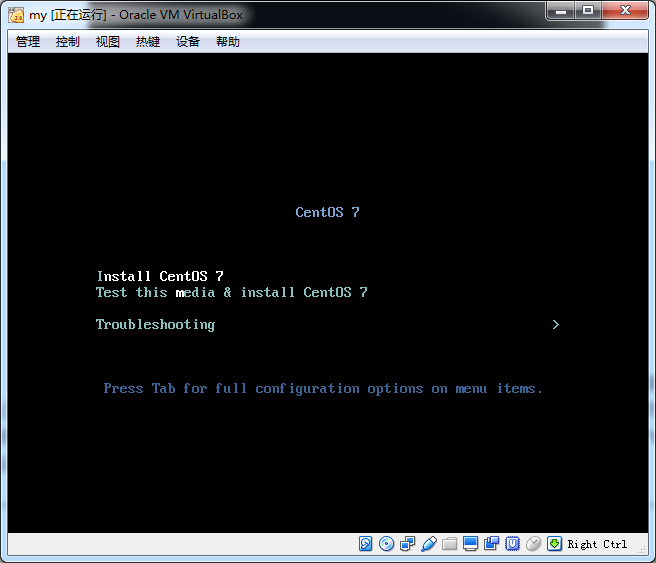 my [正在运行] - Oracle VM VirtualBox
管理 控制 视图 热键 设备 帮助
CentOS 7
Install CentOS 7
Test this media & install CentOS 7
Troubleshooting >
Press Tab for full configuration options on menu items.
Right Ctrl